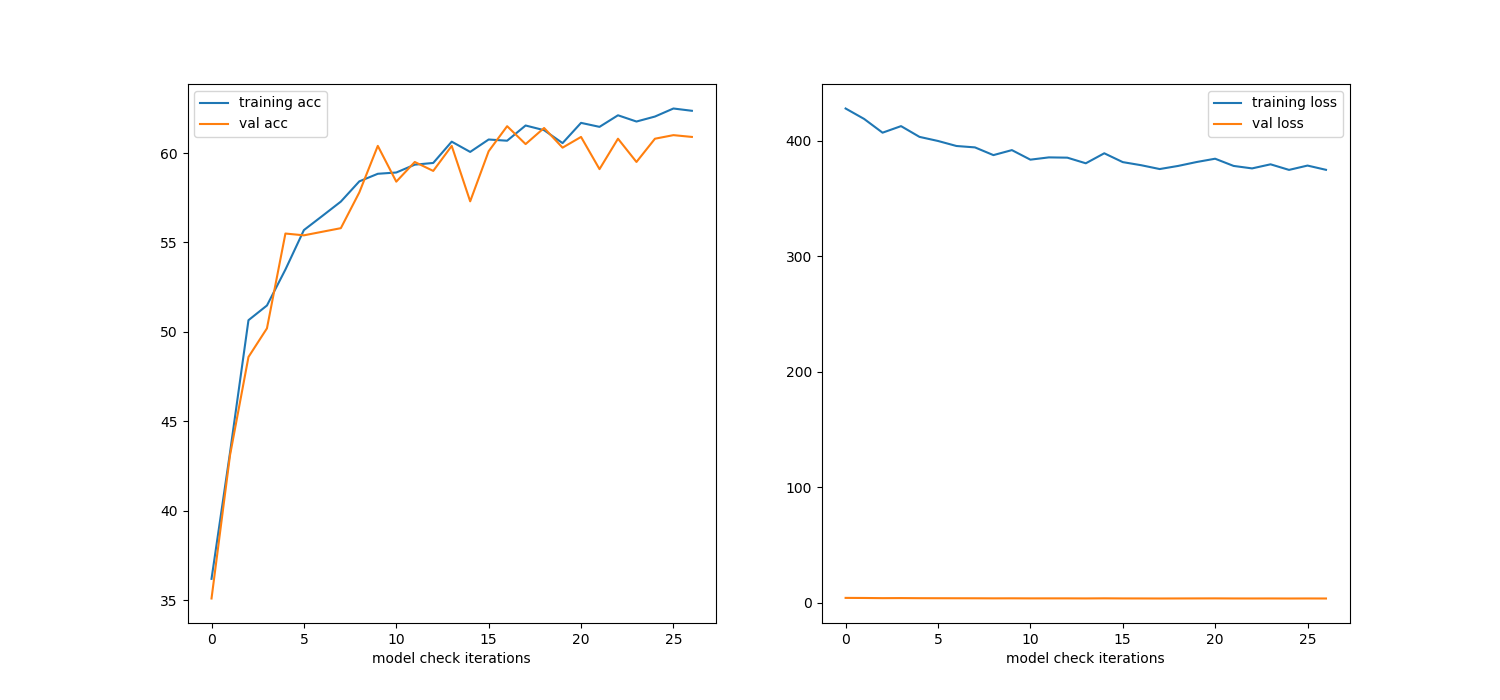 training acc
val acc
60
55
50
45
40
35
0 5 10 15 20 25
model check iterations
training loss
val loss
400
300
200
100
0
0 5 10 15 20 25
model check iterations